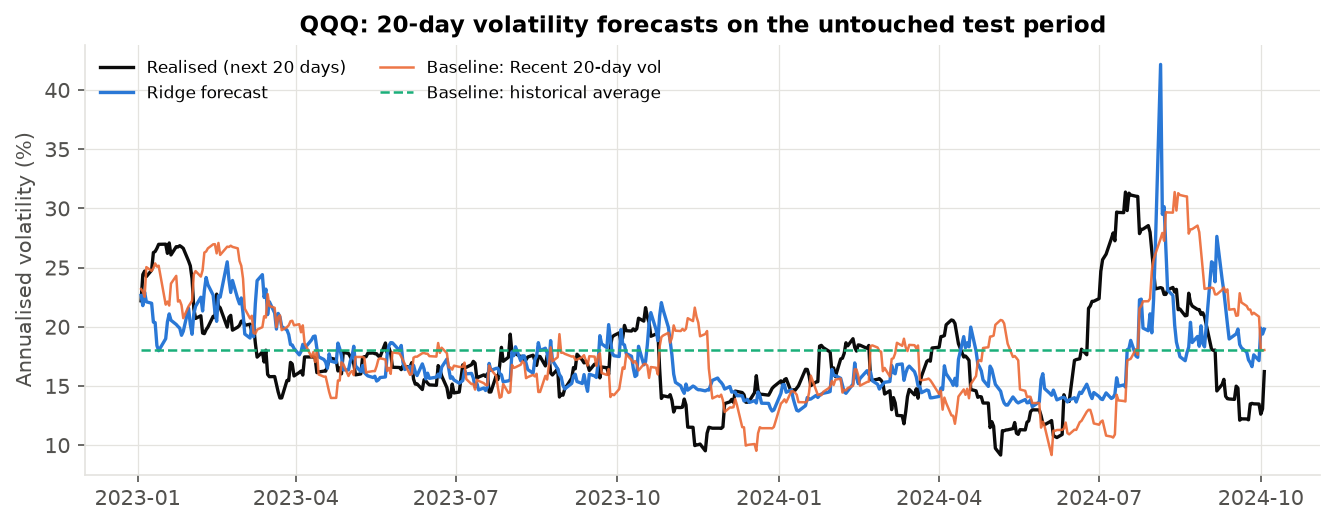 QQQ: 20-day volatility forecasts on the untouched test period
Realised (next 20 days)
Ridge forecast
Baseline: Recent 20-day vol
Baseline: historical average
Annualised volatility (%)
40
35
30
25
20
15
10
2023-01
2023-04
2023-07
2023-10
2024-01
2024-04
2024-07
2024-10